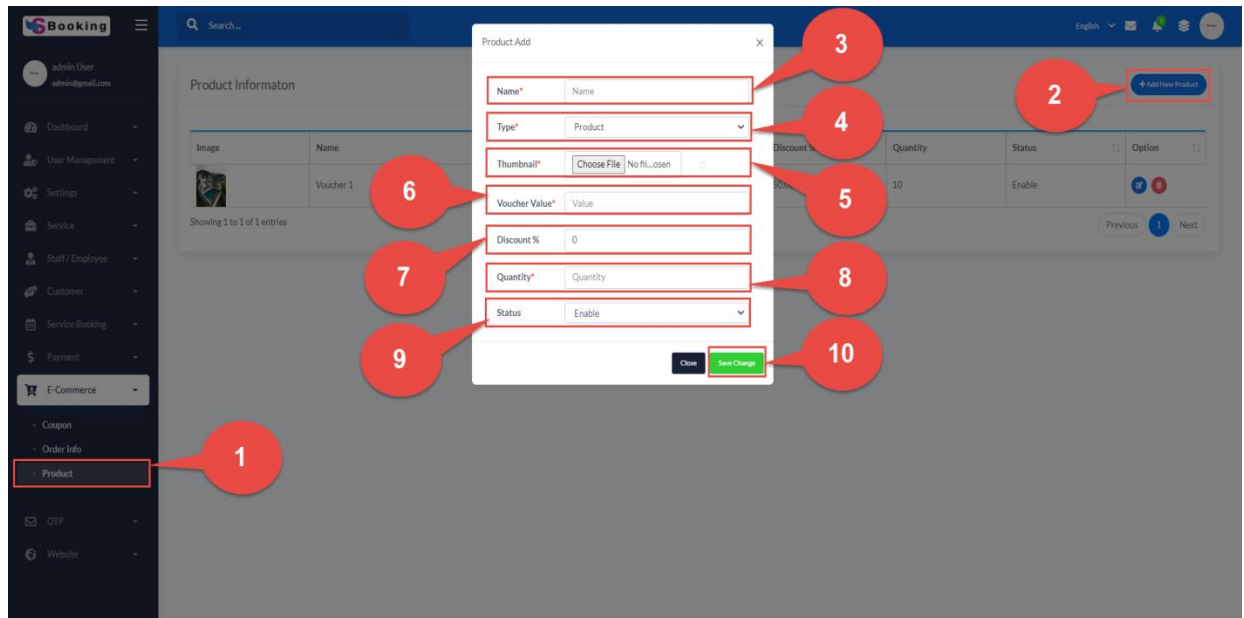 Booking
Search...
English
0
admin User
admin@gmail.com
Dashboard
User Management
Settings
Service
Staff / Employee
Customer
Service Booking
Payment
E-Commerce
Coupon
Order Info
Product
OTP
Website
1
Product Informaton
+ Add New Product
2
Image
Name
Discount %
Quantity
Status
Option
Voucher 1
10
Enable
Showing 1 to 1 of 1 entries
Previous 1 Next
Product Add
x
3
Name* Name
4
Type* Product
5
Thumbnail* Choose File No fil...osen
6
Voucher Value* Value
7
Discount % 0
8
Quantity* Quantity
9
Status Enable
10
Close Save Change